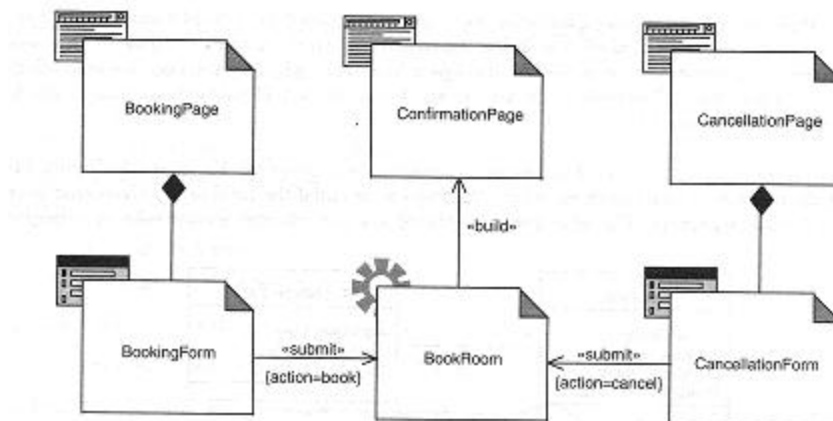 BookingPage
ConfirmationPage
CancellationPage
«build»
BookingForm
«submit»
{action=book}
BookRoom
«submit»
{action=cancel}
CancellationForm